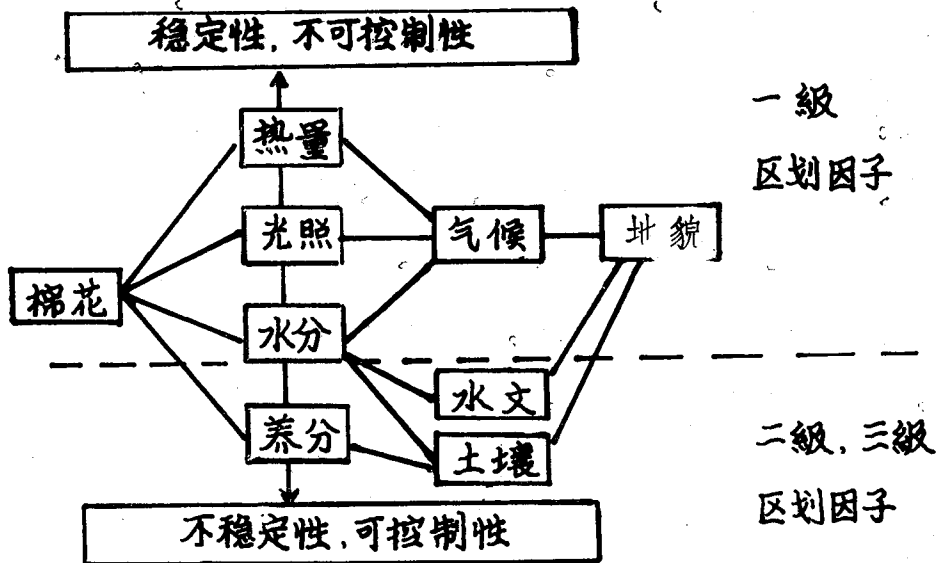 稳定性，不可控制性
一級
热量
区划因子
光照
气候
地貌
棉花
水分
水文
养分
土壤
二級，三級
区划因子
不稳定性，可控制性